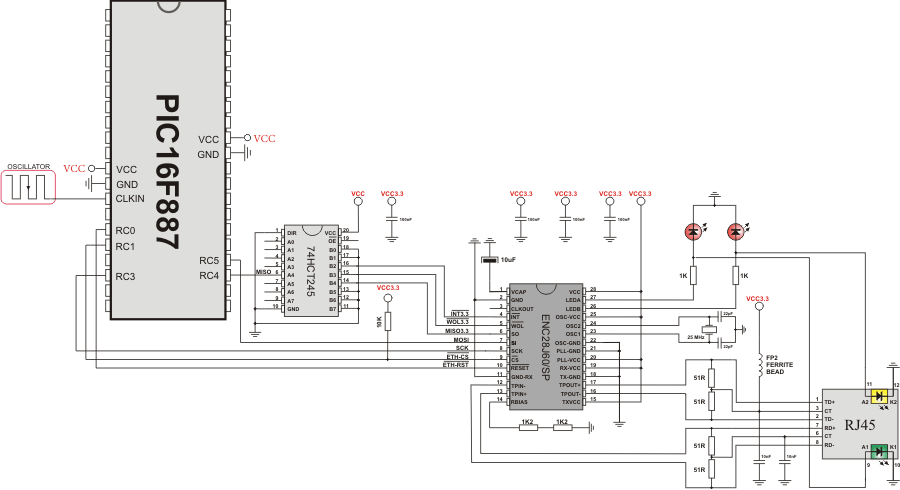 PIC16F887
VCC
VCC
GND
OSCILLATOR
VCC
VCC
GND
CLKIN
RC0
RC1
RC3
RC5
RC4
MISO
VCC
VCC3.3
100nF
74HCT245
1 DIR VCC 20
2 A0 OE 19
3 A1 B0 18
4 A2 B1 17
5 A3 B2 16
6 A4 B3 15
7 A5 B4 14
8 A6 B5 13
9 A7 B6 12
10 GND B7 11
VCC3.3
10K
INT3.3
WOL3.3
MISO3.3
MOSI
SCK
ETH-CS
ETH-RST
10uF
VCC3.3
VCC3.3
VCC3.3
VCC3.3
100nF
100nF
100nF
ENC28J60/SP
1 VCAP VCC 28
2 GND LEDA 27
3 CLKOUT LEDB 26
4 INT OSC-VCC 25
5 WOL OSC2 24
6 SO OSC1 23
7 SI OSC-GND 22
8 SCK PLL-GND 21
9 CS PLL-VCC 20
10 RESET RX-VCC 19
11 GND-RX TX-GND 18
12 TPIN- TPOUT+ 17
13 TPIN+ TPOUT- 16
14 RBIAS TXVCC 15
1K2
1K2
1K
1K
22pF
25 MHz
22pF
VCC3.3
FP2
FERRITE
BEAD
51R
51R
51R
51R
10nF
10nF
RJ45
1 TD+
3 CT
2 TD-
7 RD+
6 CT
8 RD-
11
12
A2
K2
A1
K1
9
10